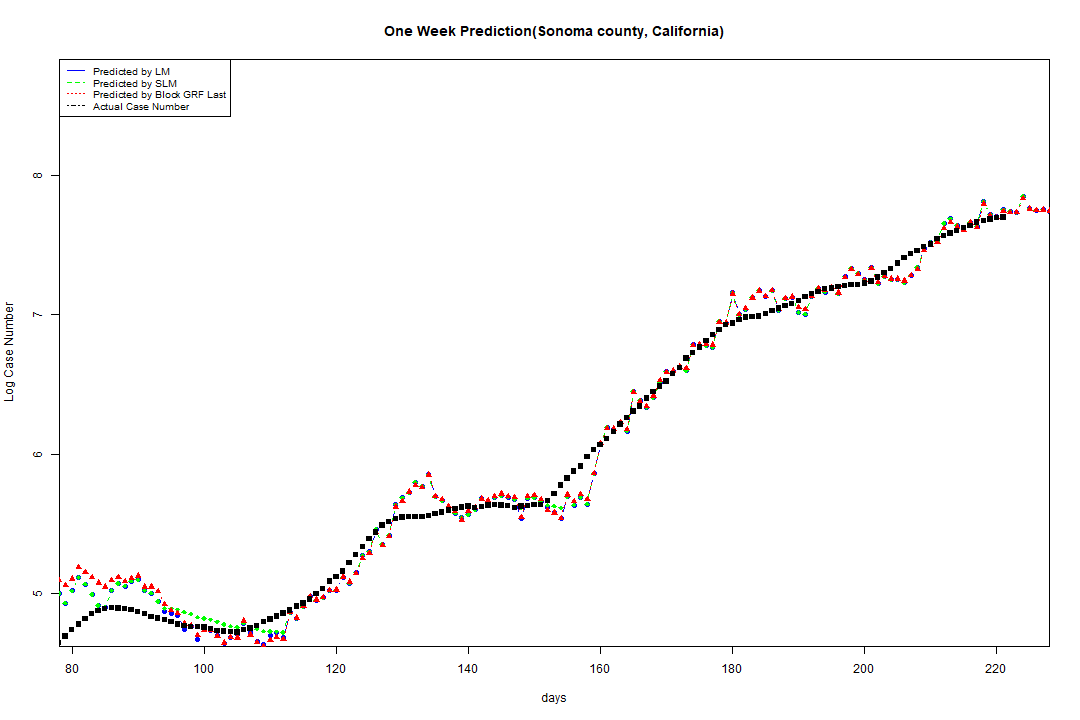 One Week Prediction(Sonoma county, California)
Predicted by LM
Predicted by SLM
Predicted by Block GRF Last
Actual Case Number
8
7
6
5
Log Case Number
80 100 120 140 160 180 200 220
days